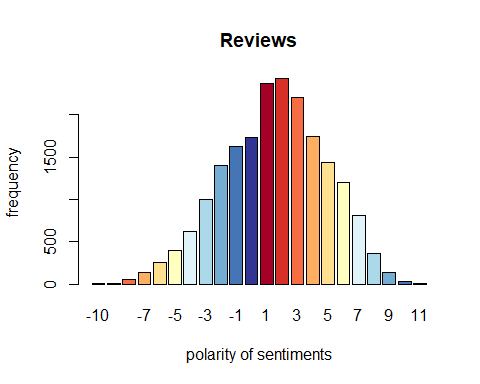 Reviews
frequency
1500
500
0
-10 -7 -5 -3 -1 1 3 5 7 9 11
polarity of sentiments